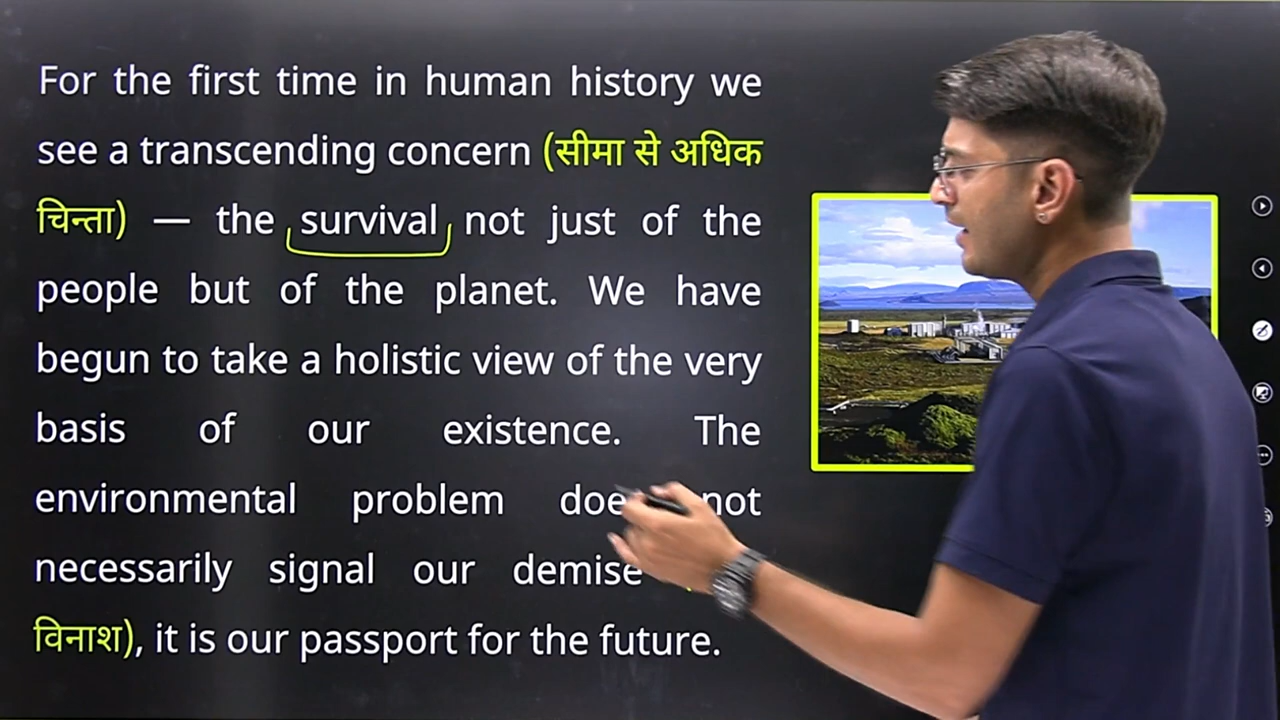 For the first time in human history we
see a transcending concern (सीमा से अधिक
चिन्ता) — the survival not just of the
people but of the planet. We have
begun to take a holistic view of the very
basis of our existence. The
environmental problem not
necessarily signal our demise
विनाश), it is our passport for the future.